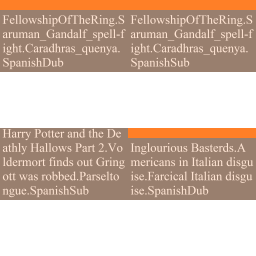 FellowshipOfTheRing.S
aruman_Gandalf_spell-f
ight.Caradhras_quenya.
SpanishDub
FellowshipOfTheRing.S
aruman_Gandalf_spell-f
ight.Caradhras_quenya.
SpanishSub
Harry Potter and the De
athly Hallows Part 2.Vo
ldermort finds out Gring
ott was robbed.Parselto
ngue.SpanishSub
Inglourious Basterds.A
mericans in Italian disgu
ise.Farcical Italian disgu
ise.SpanishDub